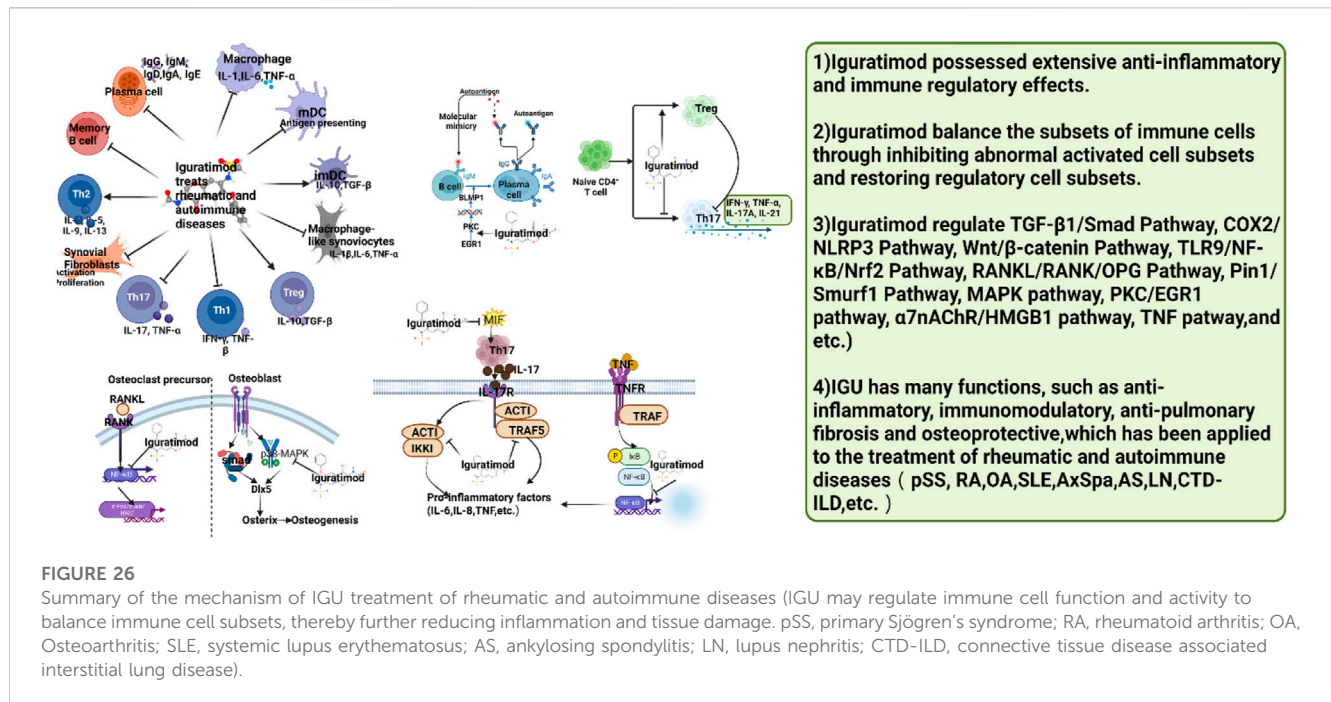 IgG, IgM,
IgD,IgA, IgE
Plasma cell
Macrophage
IL-1,IL-6,TNF-α
mDC
Antigen presenting
Memory
B cell
Iguratimod
treats
rheumatic and
autoimmune
diseases
imDC
IL-10,TGF-β
Th2
IL-5,
IL-9, IL-13
Macrophage-
like synoviocytes
IL-1β,IL-6,TNF-α
Synovial
Fibroblasts
Activation
Proliferation
Th17
IL-17, TNF-α
Th1
IFN-γ, TNF-
β
Treg
IL-10,TGF-β
Autoantigen
Molecular
mimicry
Autoantigen
B cell
IgM
BLMP1
PKC
EGR1
IgG
Plasma
cell
IgA
Iguratimod
Naive CD4+
T cell
Treg
Iguratimod
Th17
IFN-γ, TNF-α,
IL-17A, IL-21
Osteoclast precursor
RANKL
RANK
Iguratimod
NF-κB
Osteoblast
smad
p38-MAPK
Iguratimod
Dlx5
Osterix
Osteogenesis
Iguratimod
MIF
Th17
IL-17
IL-17R
ACTI
TRAF5
ACTI
IKKI
Iguratimod
Pro-inflammatory factors
(IL-6,IL-8,TNF,etc.)
TNF
TNFR
TRAF
P
IκB
NF-κB
Iguratimod
NF-κB
1)Iguratimod possessed extensive anti-inflammatory
and immune regulatory effects.
2)Iguratimod balance the subsets of immune cells
through inhibiting abnormal activated cell subsets
and restoring regulatory cell subsets.
3)Iguratimod regulate TGF-β1/Smad Pathway, COX2/
NLRP3 Pathway, Wnt/β-catenin Pathway, TLR9/NF-
κB/Nrf2 Pathway, RANKL/RANK/OPG Pathway, Pin1/
Smurf1 Pathway, MAPK pathway, PKC/EGR1
pathway, α7nAChR/HMGB1 pathway, TNF patway,and
etc.)
4)IGU has many functions, such as anti-
inflammatory, immunomodulatory, anti-pulmonary
fibrosis and osteoprotective,which has been applied
to the treatment of rheumatic and autoimmune
diseases ( pSS, RA,OA,SLE,AxSpa,AS,LN,CTD-
ILD,etc. )
FIGURE 26
Summary of the mechanism of IGU treatment of rheumatic and autoimmune diseases (IGU may regulate immune cell function and activity to
balance immune cell subsets, thereby further reducing inflammation and tissue damage. pSS, primary Sjögren's syndrome; RA, rheumatoid arthritis; OA,
Osteoarthritis; SLE, systemic lupus erythematosus; AS, ankylosing spondylitis; LN, lupus nephritis; CTD-ILD, connective tissue disease associated
interstitial lung disease).